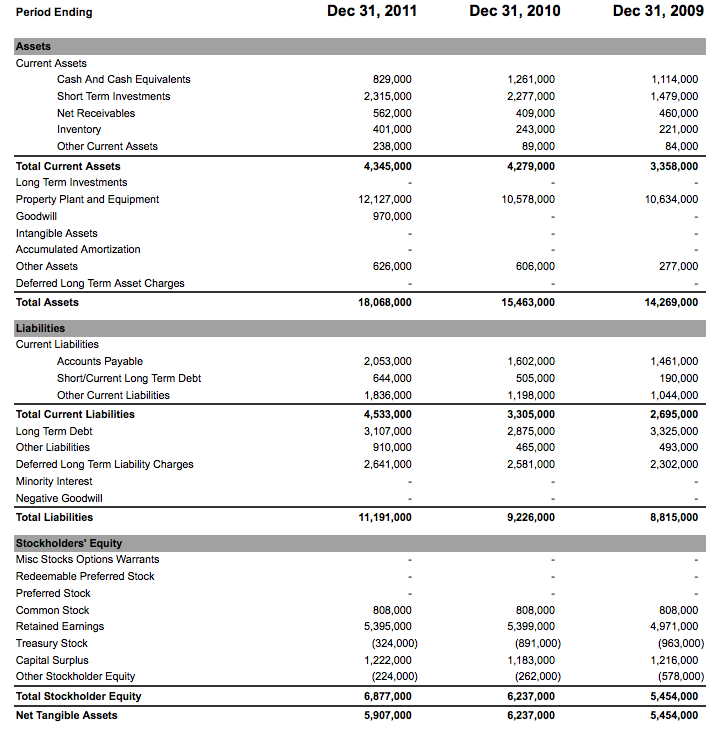 Period Ending Dec 31, 2011 Dec 31, 2010 Dec 31, 2009
Assets
Current Assets
Cash And Cash Equivalents 829,000 1,261,000 1,114,000
Short Term Investments 2,315,000 2,277,000 1,479,000
Net Receivables 562,000 409,000 460,000
Inventory 401,000 243,000 221,000
Other Current Assets 238,000 89,000 84,000
Total Current Assets 4,345,000 4,279,000 3,358,000
Long Term Investments - - -
Property Plant and Equipment 12,127,000 10,578,000 10,634,000
Goodwill 970,000 - -
Intangible Assets - - -
Accumulated Amortization - - -
Other Assets 626,000 606,000 277,000
Deferred Long Term Asset Charges - - -
Total Assets 18,068,000 15,463,000 14,269,000
Liabilities
Current Liabilities
Accounts Payable 2,053,000 1,602,000 1,461,000
Short/Current Long Term Debt 644,000 505,000 190,000
Other Current Liabilities 1,836,000 1,198,000 1,044,000
Total Current Liabilities 4,533,000 3,305,000 2,695,000
Long Term Debt 3,107,000 2,875,000 3,325,000
Other Liabilities 910,000 465,000 493,000
Deferred Long Term Liability Charges 2,641,000 2,581,000 2,302,000
Minority Interest - - -
Negative Goodwill - - -
Total Liabilities 11,191,000 9,226,000 8,815,000
Stockholders' Equity
Misc Stocks Options Warrants - - -
Redeemable Preferred Stock - - -
Preferred Stock - - -
Common Stock 808,000 808,000 808,000
Retained Earnings 5,395,000 5,399,000 4,971,000
Treasury Stock (324,000) (891,000) (963,000)
Capital Surplus 1,222,000 1,183,000 1,216,000
Other Stockholder Equity (224,000) (262,000) (578,000)
Total Stockholder Equity 6,877,000 6,237,000 5,454,000
Net Tangible Assets 5,907,000 6,237,000 5,454,000